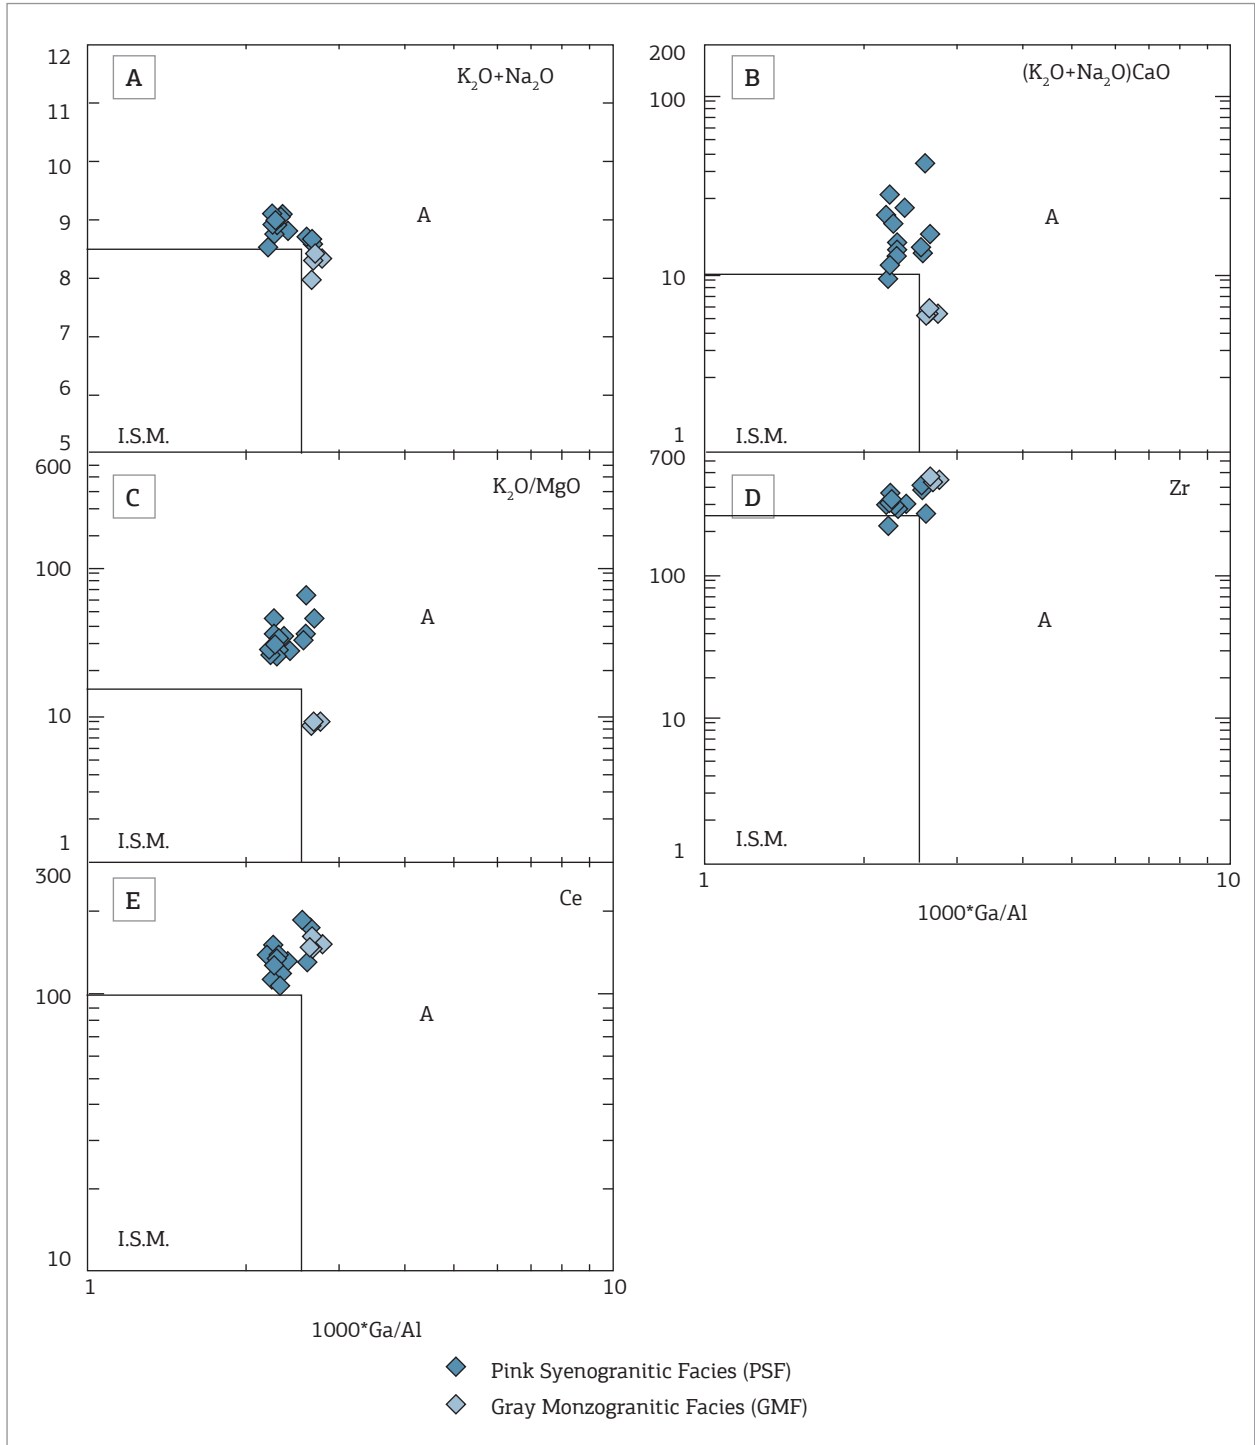 A
K₂O+Na₂O
12
11
10
9
8
7
6
5
A
I.S.M.
B
(K₂O+Na₂O)CaO
200
100
10
1
A
I.S.M.
C
K₂O/MgO
600
100
10
1
A
I.S.M.
D
Zr
700
100
10
1
A
I.S.M.
1 10
1000*Ga/Al
E
Ce
300
100
10
A
I.S.M.
1 10
1000*Ga/Al
Pink Syenogranitic Facies (PSF)
Gray Monzogranitic Facies (GMF)